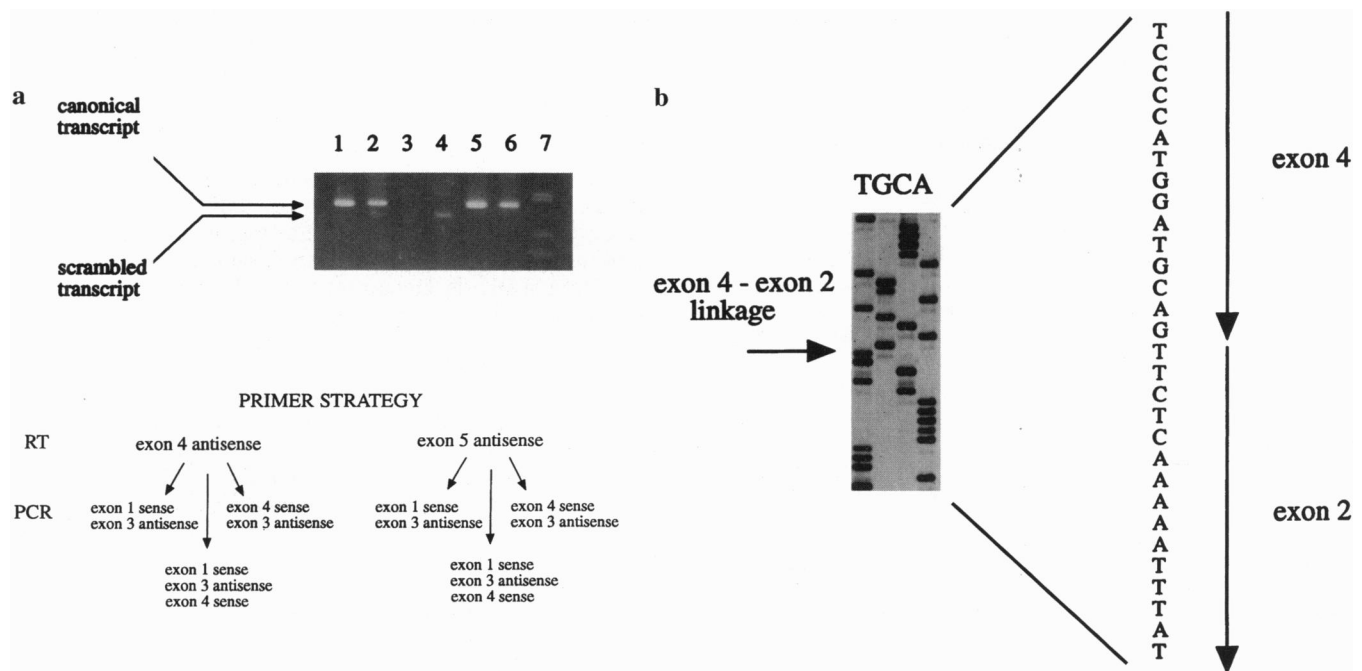 a
canonical
transcript
1 2 3 4 5 6 7
scrambled
transcript
PRIMER STRATEGY
RT
exon 4 antisense
exon 5 antisense
PCR
exon 1 sense
exon 3 antisense
exon 4 sense
exon 3 antisense
exon 1 sense
exon 3 antisense
exon 4 sense
exon 1 sense
exon 3 antisense
exon 4 sense
exon 3 antisense
exon 1 sense
exon 3 antisense
exon 4 sense
b
TGCA
exon 4 - exon 2
linkage
TCCCCATGGATGCAGTTCTCAAAAATTTAT
exon 4
exon 2